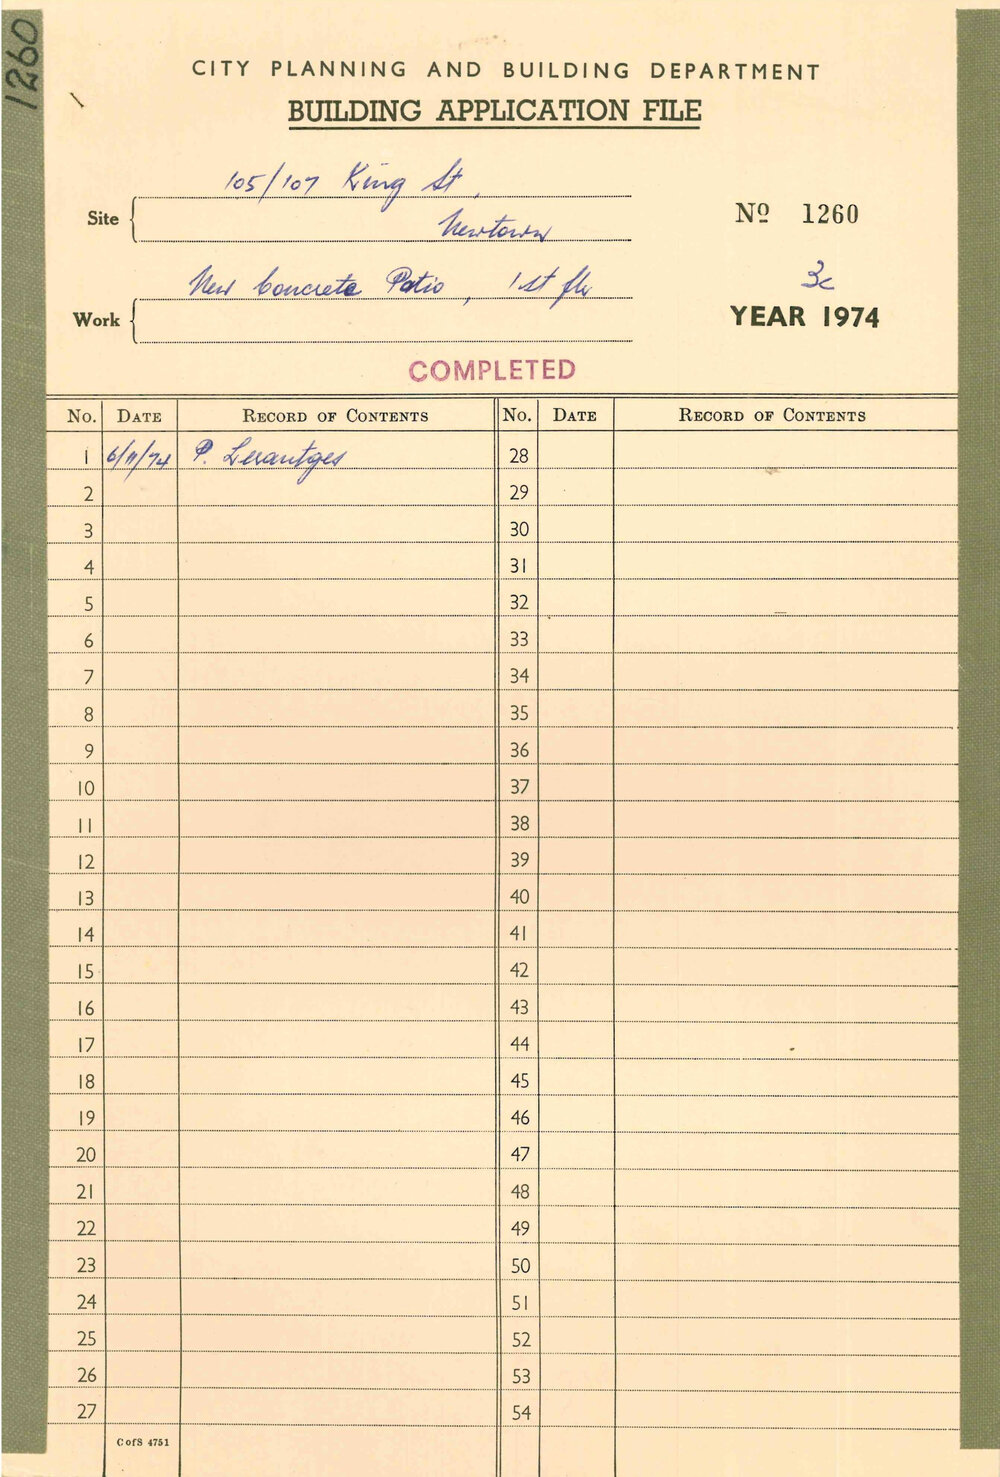 1260
CITY PLANNING AND BUILDING DEPARTMENT
BUILDING APPLICATION FILE
Site
105/107 King St,
Newtown
No 1260
Work
New Concrete Patio, 1st flr
3c
YEAR 1974
COMPLETED
No. DATE RECORD OF CONTENTS No. DATE RECORD OF CONTENTS
1 6/11/74 P. Levantges 28
2 29
3 30
4 31
5 32
6 33
7 34
8 35
9 36
10 37
11 38
12 39
13 40
14 41
15 42
16 43
17 44
18 45
19 46
20 47
21 48
22 49
23 50
24 51
25 52
26 53
27 54
C of S 4751